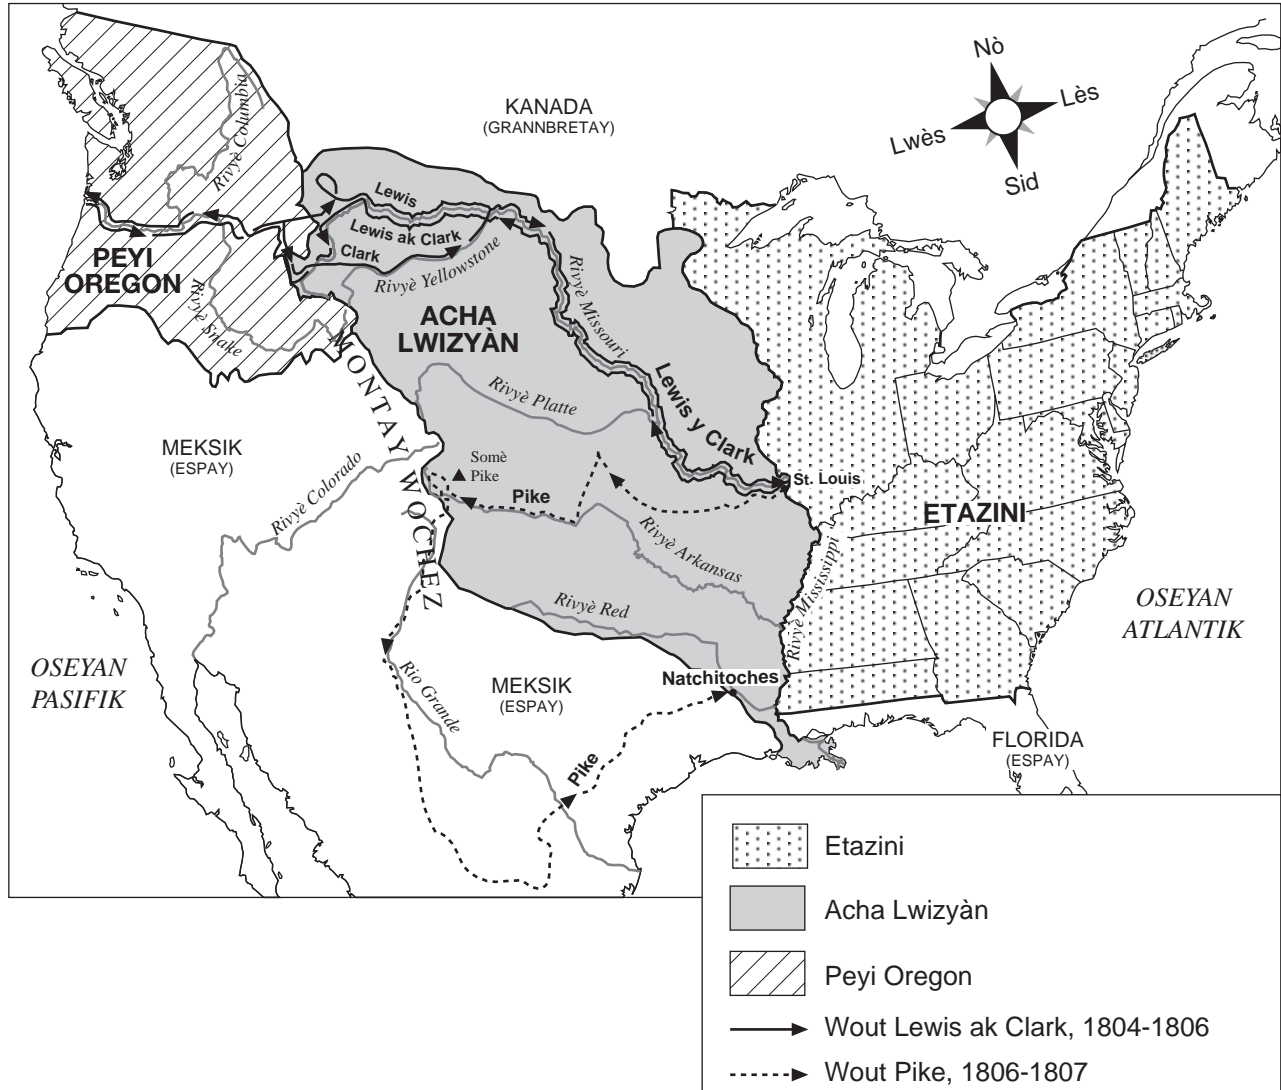 Nò
Lès
Lwès
Sid
KANADA
(GRANNBRETAY)
Rivyè Columbia
Lewis
Lewis ak Clark
Clark
Rivyè Yellowstone
PEYI
OREGON
Rivyè Snake
Rivyè Missouri
ACHA
LWIZYÀN
MONTAY WOCHEZ
Rivyè Platte
Lewis y Clark
MEKSIK
(ESPAY)
Rivyè Colorado
Somè
Pike
Pike
St. Louis
ETAZINI
Rivyè Arkansas
Rivyè Mississippi
Rivyè Red
OSEYAN
ATLANTIK
OSEYAN
PASIFIK
Rio Grande
MEKSIK
(ESPAY)
Natchitoches
Pike
FLORIDA
(ESPAY)
Etazini
Acha Lwizyàn
Peyi Oregon
Wout Lewis ak Clark, 1804-1806
Wout Pike, 1806-1807